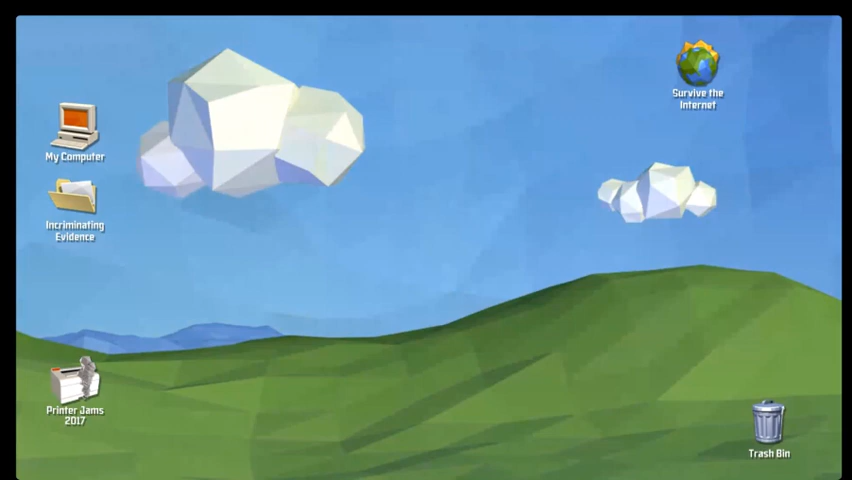 Survive the
Internet
My Computer
Incriminating
Evidence
Printer Jams
2017
Trash Bin